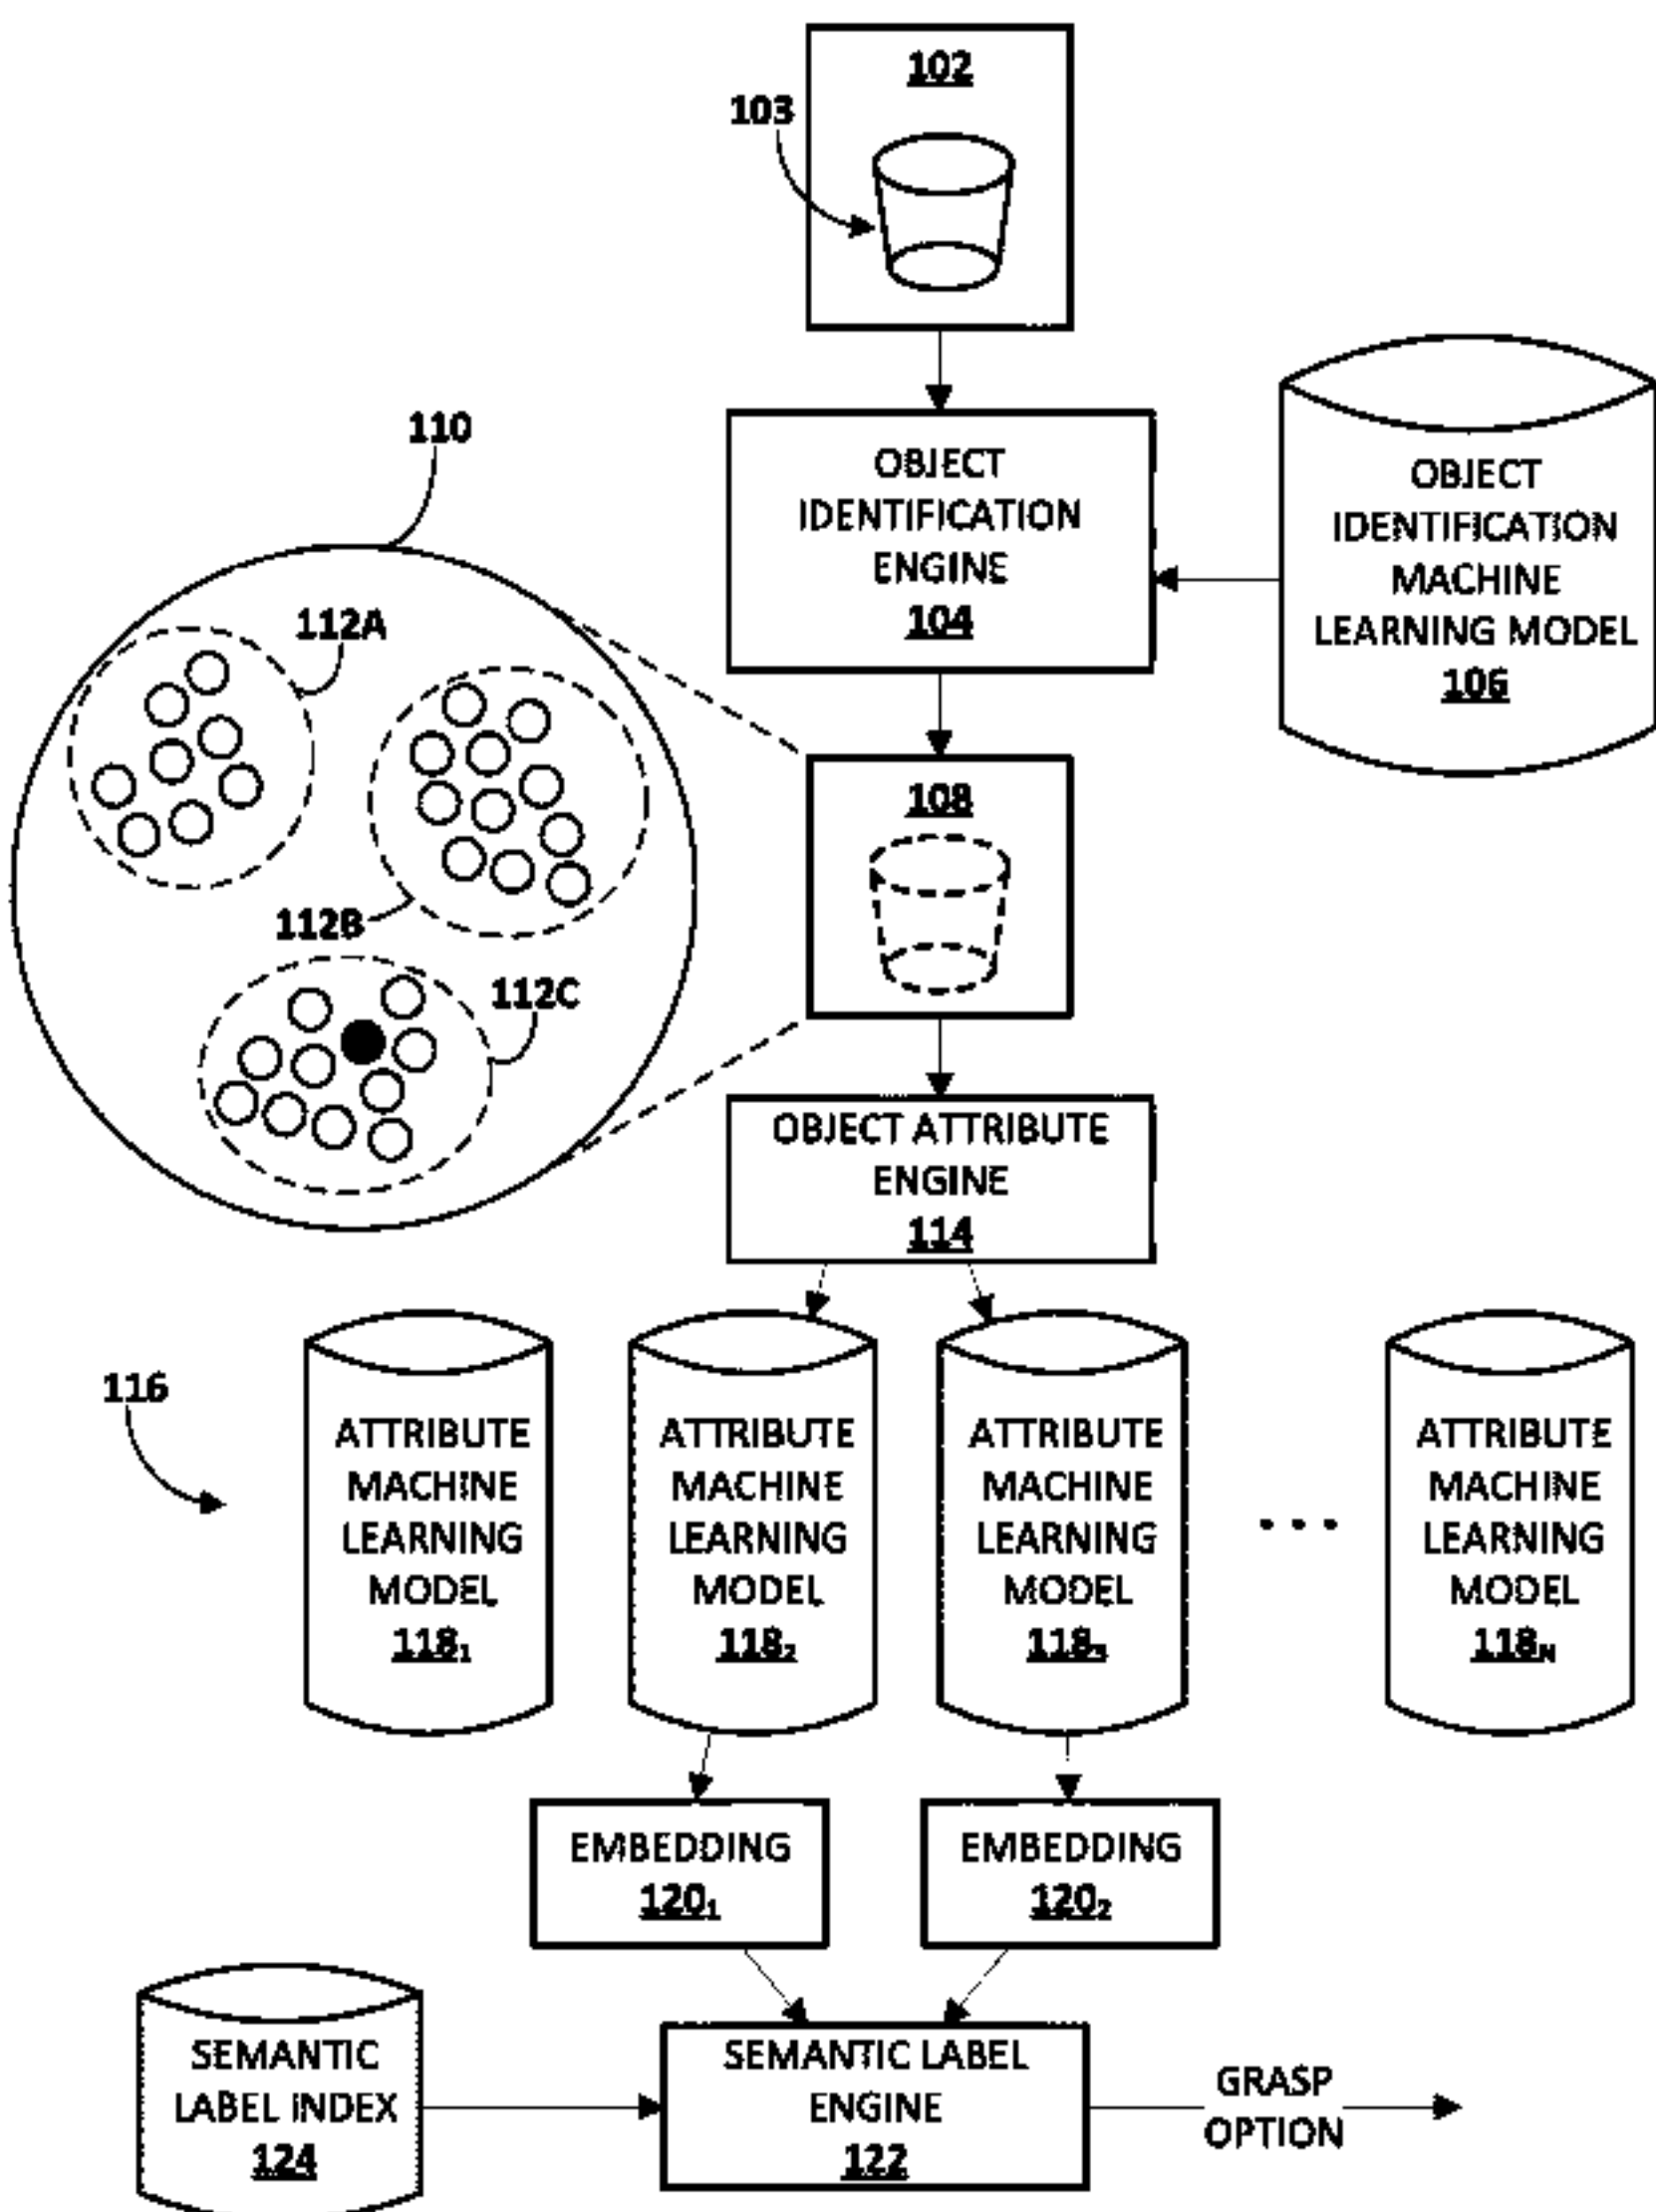 102
103
OBJECT
IDENTIFICATION
ENGINE
104
OBJECT
IDENTIFICATION
MACHINE
LEARNING MODEL
106
110
112A
112B
112C
108
OBJECT ATTRIBUTE
ENGINE
114
116
ATTRIBUTE
MACHINE
LEARNING
MODEL
118₁
ATTRIBUTE
MACHINE
LEARNING
MODEL
118₂
ATTRIBUTE
MACHINE
LEARNING
MODEL
118₃
• • •
ATTRIBUTE
MACHINE
LEARNING
MODEL
118N
EMBEDDING
120₁
EMBEDDING
120₂
SEMANTIC
LABEL INDEX
124
SEMANTIC LABEL
ENGINE
122
GRASP
OPTION